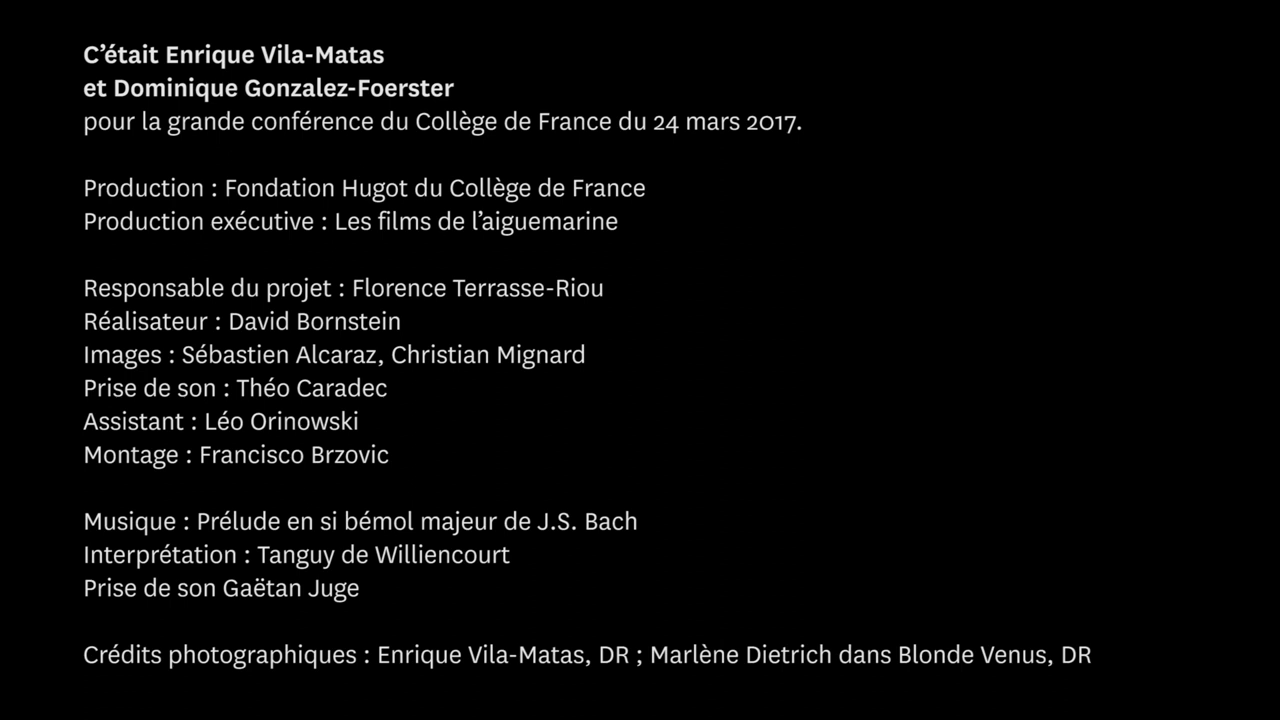 C’était Enrique Vila-Matas
et Dominique Gonzalez-Foerster
pour la grande conférence du Collège de France du 24 mars 2017.
Production : Fondation Hugot du Collège de France
Production exécutive : Les films de l’aiguemarine
Responsable du projet : Florence Terrasse-Riou
Réalisateur : David Bornstein
Images : Sébastien Alcaraz, Christian Mignard
Prise de son : Théo Caradec
Assistant : Léo Orinowski
Montage : Francisco Brzovic
Musique : Prélude en si bémol majeur de J.S. Bach
Interprétation : Tanguy de Williencourt
Prise de son Gaëtan Juge
Crédits photographiques : Enrique Vila-Matas, DR ; Marlène Dietrich dans Blonde Venus, DR